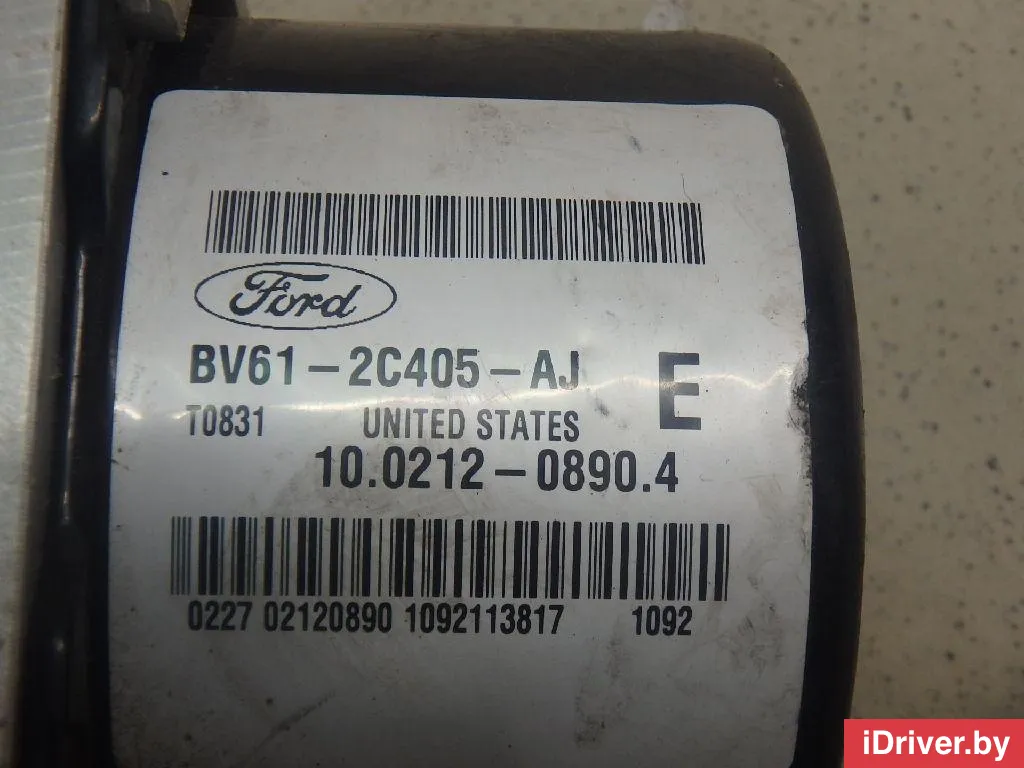 Ford
BV61-2C405-AJ E
T0831 UNITED STATES
10.0212-0890.4
0227 02120890 1092113817 1092
iDriver.by